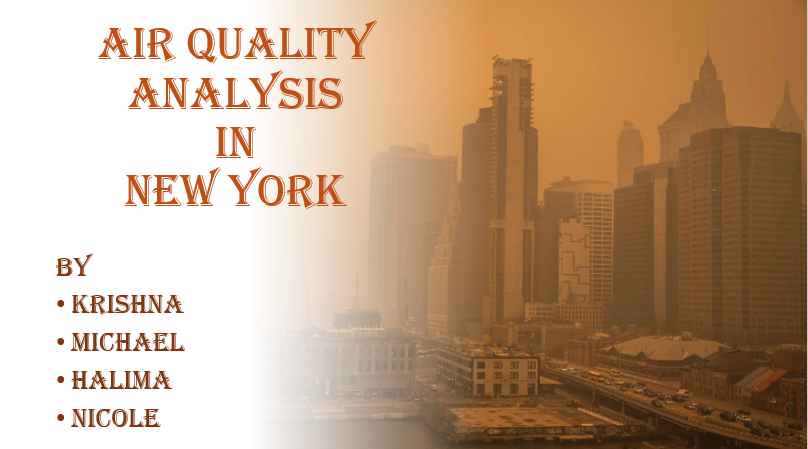 AIR QUALITY
ANALYSIS
IN
NEW YORK
BY
• KRISHNA
• MICHAEL
• HALIMA
• NICOLE